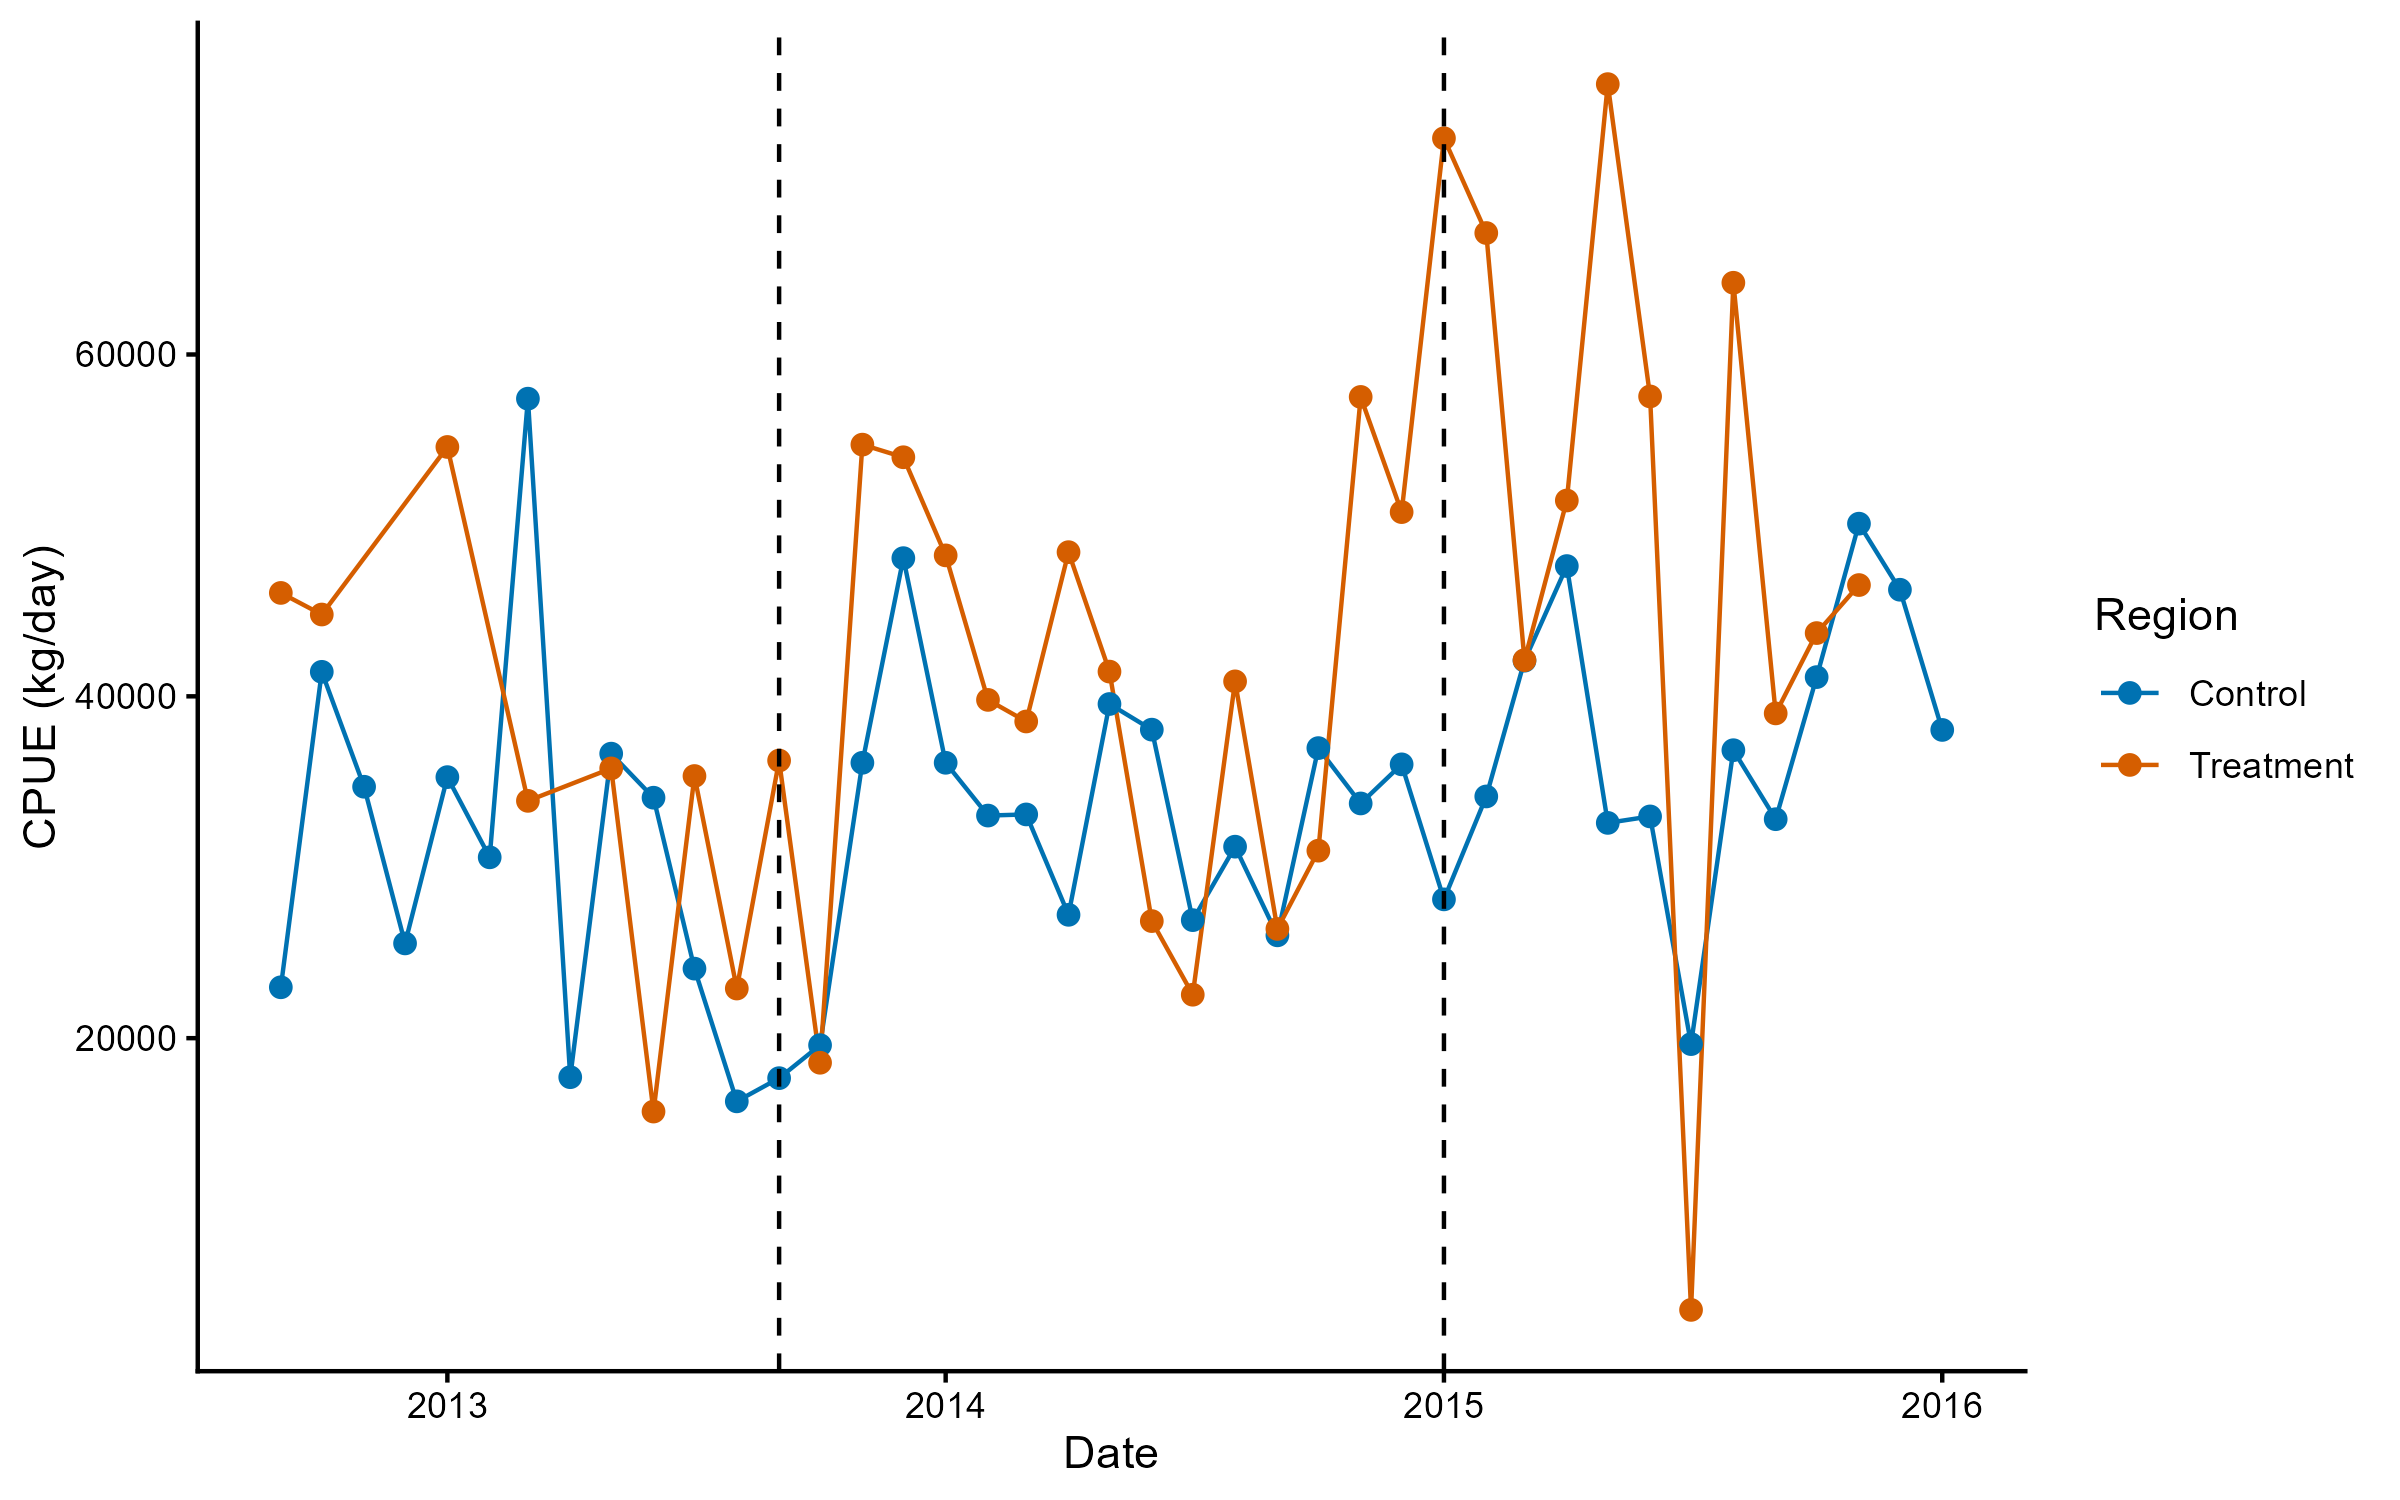 CPUE (kg/day)
60000
40000
20000
2013
2014
2015
2016
Date
Region
Control
Treatment